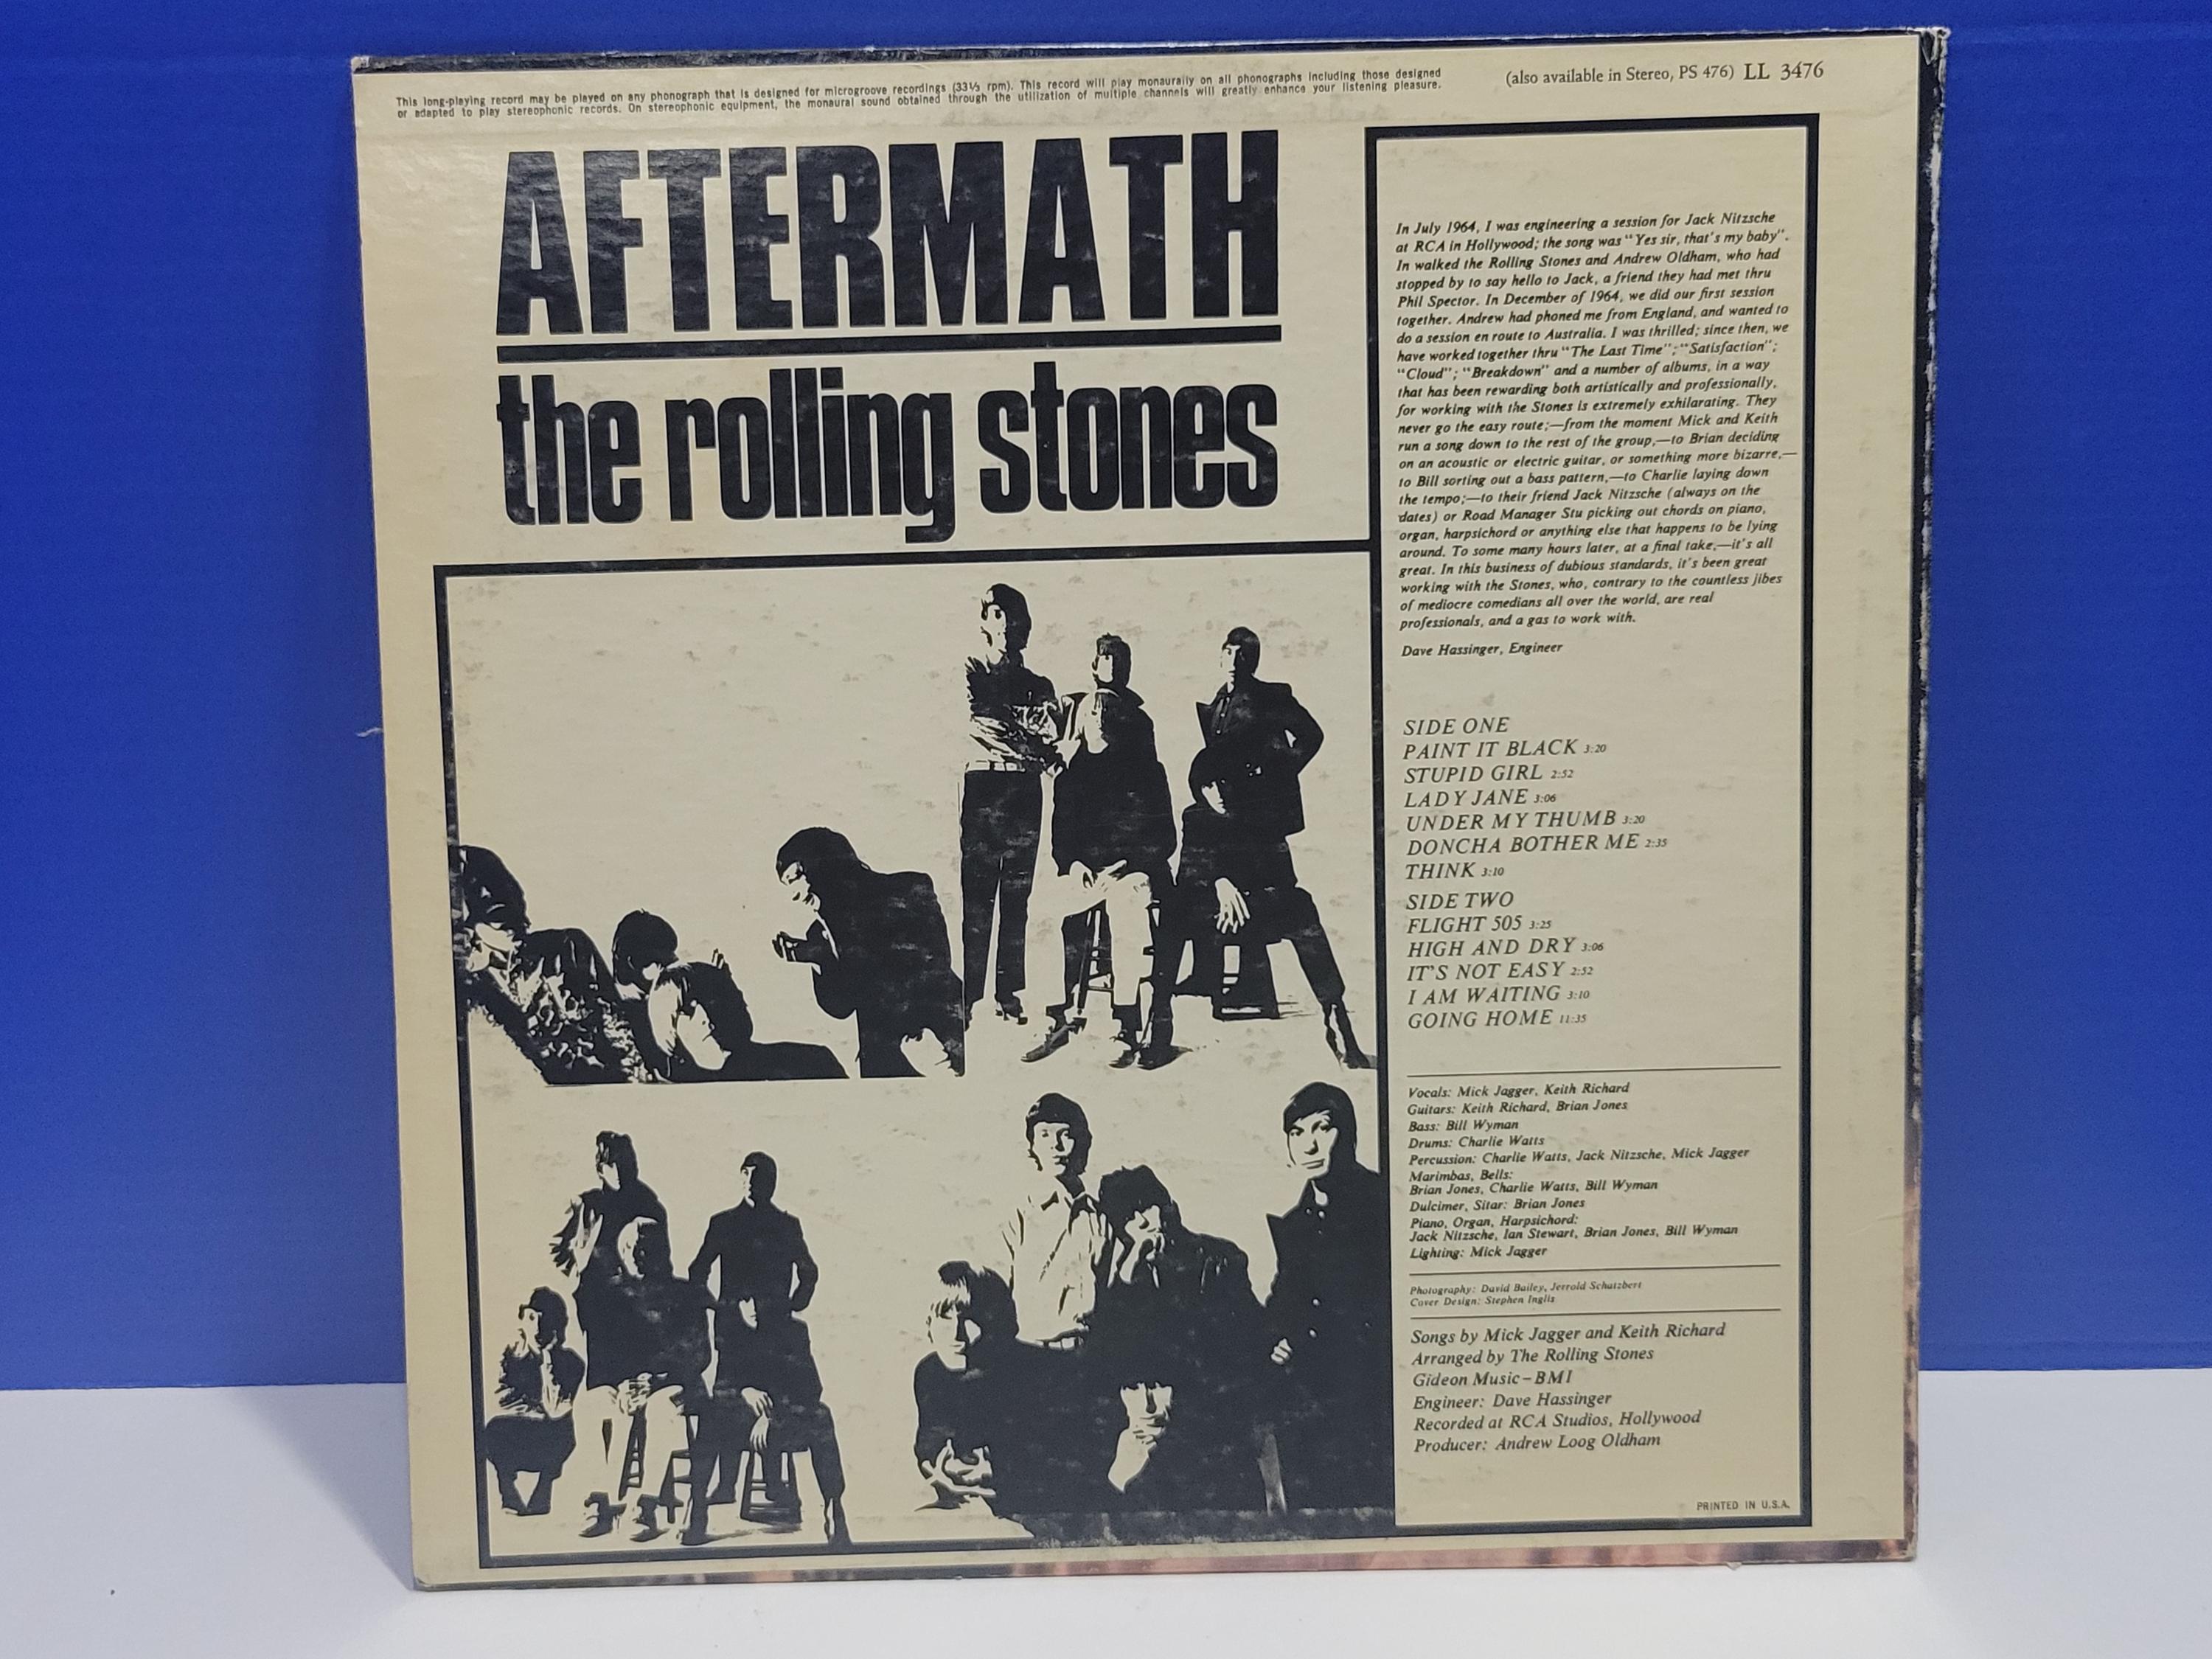 This long-playing record may be played on any phonograph that is designed for microgroove recordings (33⅓ rpm). This record will play monaurally on all phonographs including those designed
or adapted to play stereophonic records. On stereophonic equipment, the monaural sound obtained through the utilization of multiple channels will greatly enhance your listening pleasure.
(also available in Stereo, PS 476) LL 3476
AFTERMATH
the rolling stones
In July 1964, I was engineering a session for Jack Nitzsche
at RCA in Hollywood; the song was "Yes sir, that's my baby".
In walked the Rolling Stones and Andrew Oldham, who had
stopped by to say hello to Jack, a friend they had met thru
Phil Spector. In December of 1964, we did our first session
together. Andrew had phoned me from England, and wanted to
do a session en route to Australia. I was thrilled; since then, we
have worked together thru "The Last Time"; "Satisfaction";
"Cloud"; "Breakdown" and a number of albums, in a way
that has been rewarding both artistically and professionally,
for working with the Stones is extremely exhilarating. They
never go the easy route;—from the moment Mick and Keith
run a song down to the rest of the group,—to Brian deciding
on an acoustic or electric guitar, or something more bizarre,—
to Bill sorting out a bass pattern,—to Charlie laying down
the tempo;—to their friend Jack Nitzsche (always on the
dates) or Road Manager Stu picking out chords on piano,
organ, harpsichord or anything else that happens to be lying
around. To some many hours later, at a final take,—it's all
great. In this business of dubious standards, it's been great
working with the Stones, who, contrary to the countless jibes
of mediocre comedians all over the world, are real
professionals, and a gas to work with.
Dave Hassinger, Engineer
SIDE ONE
PAINT IT BLACK 3:20
STUPID GIRL 2:52
LADY JANE 3:06
UNDER MY THUMB 3:20
DONCHA BOTHER ME 2:35
THINK 3:10
SIDE TWO
FLIGHT 505 3:25
HIGH AND DRY 3:06
IT'S NOT EASY 2:52
I AM WAITING 3:10
GOING HOME 11:35
Vocals: Mick Jagger, Keith Richard
Guitars: Keith Richard, Brian Jones
Bass: Bill Wyman
Drums: Charlie Watts
Percussion: Charlie Watts, Jack Nitzsche, Mick Jagger
Marimbas, Bells:
Brian Jones, Charlie Watts, Bill Wyman
Dulcimer, Sitar: Brian Jones
Piano, Organ, Harpsichord:
Jack Nitzsche, Ian Stewart, Brian Jones, Bill Wyman
Lighting: Mick Jagger
Photography: David Bailey, Jerrold Schatzbert
Cover Design: Stephen Inglis
Songs by Mick Jagger and Keith Richard
Arranged by The Rolling Stones
Gideon Music–BMI
Engineer: Dave Hassinger
Recorded at RCA Studios, Hollywood
Producer: Andrew Loog Oldham
PRINTED IN U.S.A.